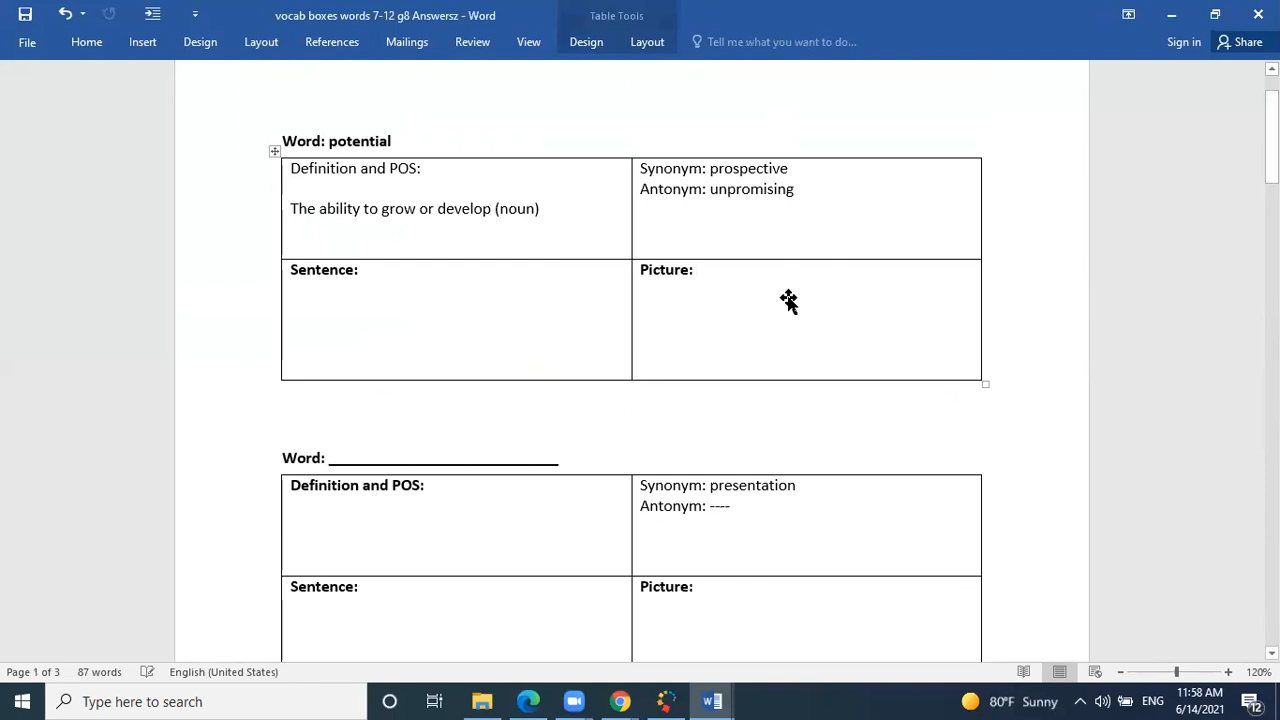 vocab boxes words 7-12 g8 Answersz - Word
Table Tools
File Home Insert Design Layout References Mailings Review View Design Layout Tell me what you want to do... Sign in Share
Word: potential
Definition and POS:
The ability to grow or develop (noun)
Synonym: prospective
Antonym: unpromising
Sentence:
Picture:
Word: _________________________
Definition and POS:
Synonym: presentation
Antonym: ----
Sentence:
Picture:
Page 1 of 3 87 words English (United States) 120%
Type here to search
80°F Sunny
ENG
11:58 AM
6/14/2021
12